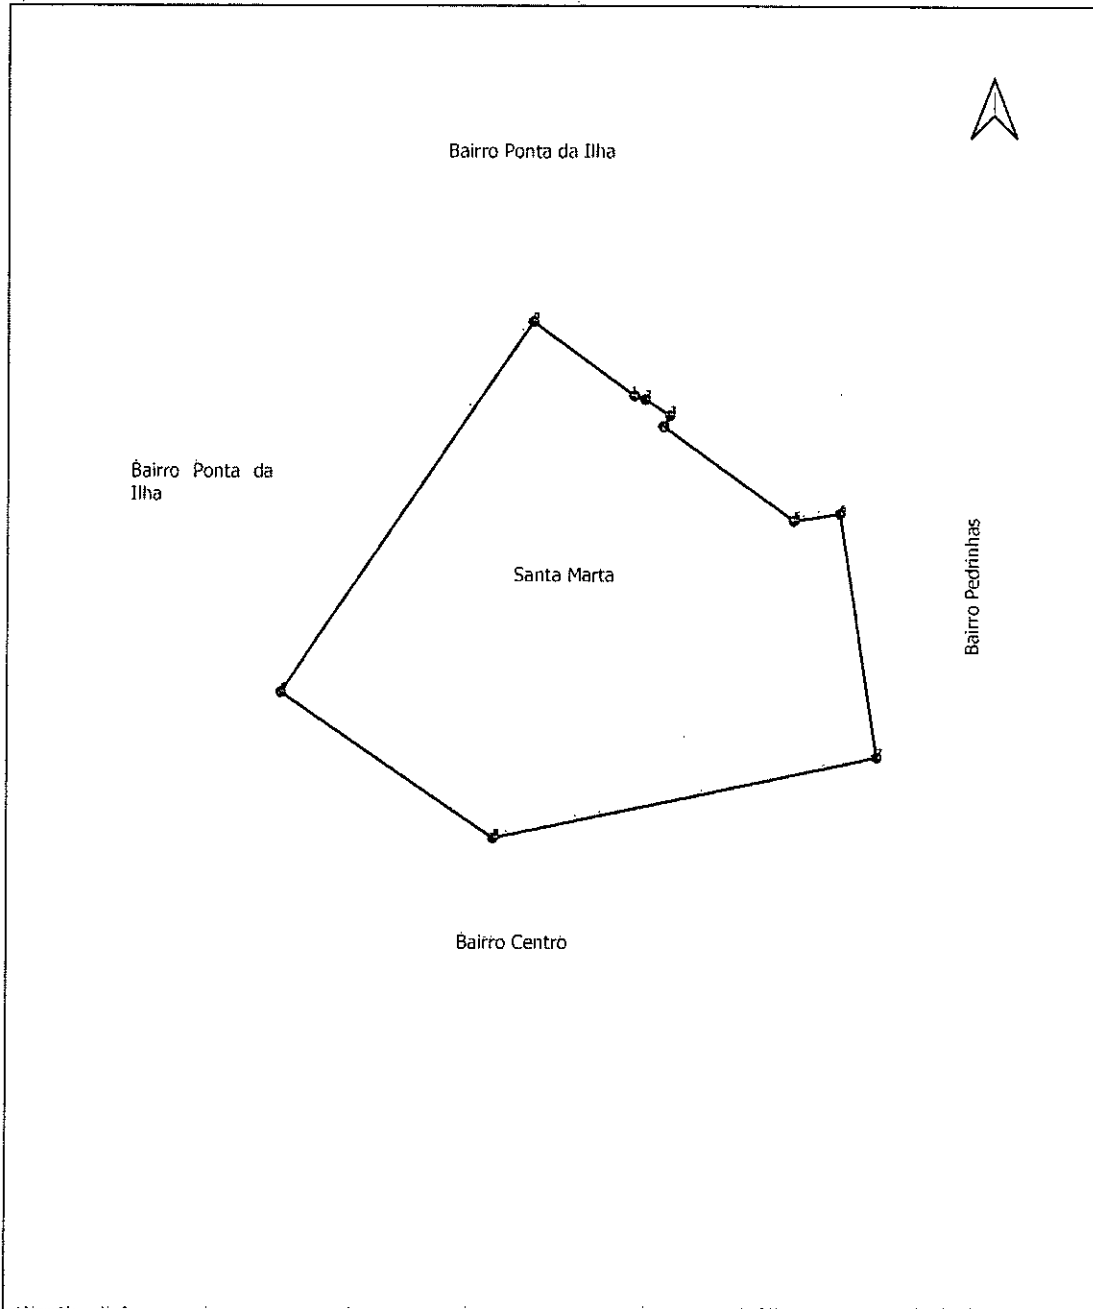 Bairro Ponta da Ilha
Bairro Ponta da
Ilha
Santa Marta
Bairro Pedrinhas
Bairro Centro